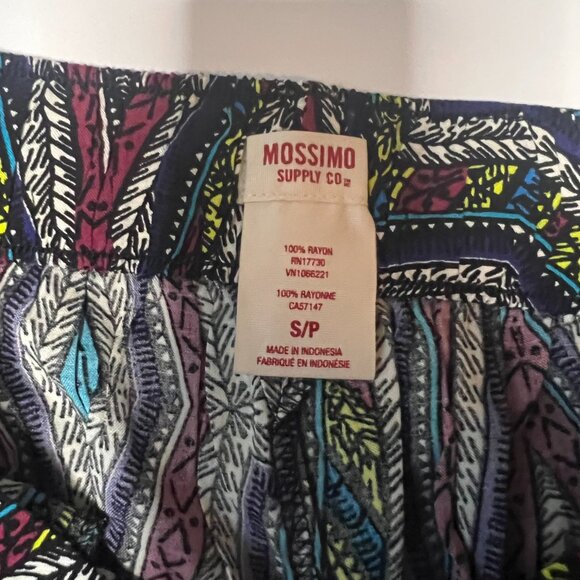 MOSSIMO
SUPPLY CO
100% RAYON
RN17730
VN1066221
100% RAYONNE
CA57147
S/P
MADE IN INDONESIA
FABRIQUÉ EN INDONÉSIE